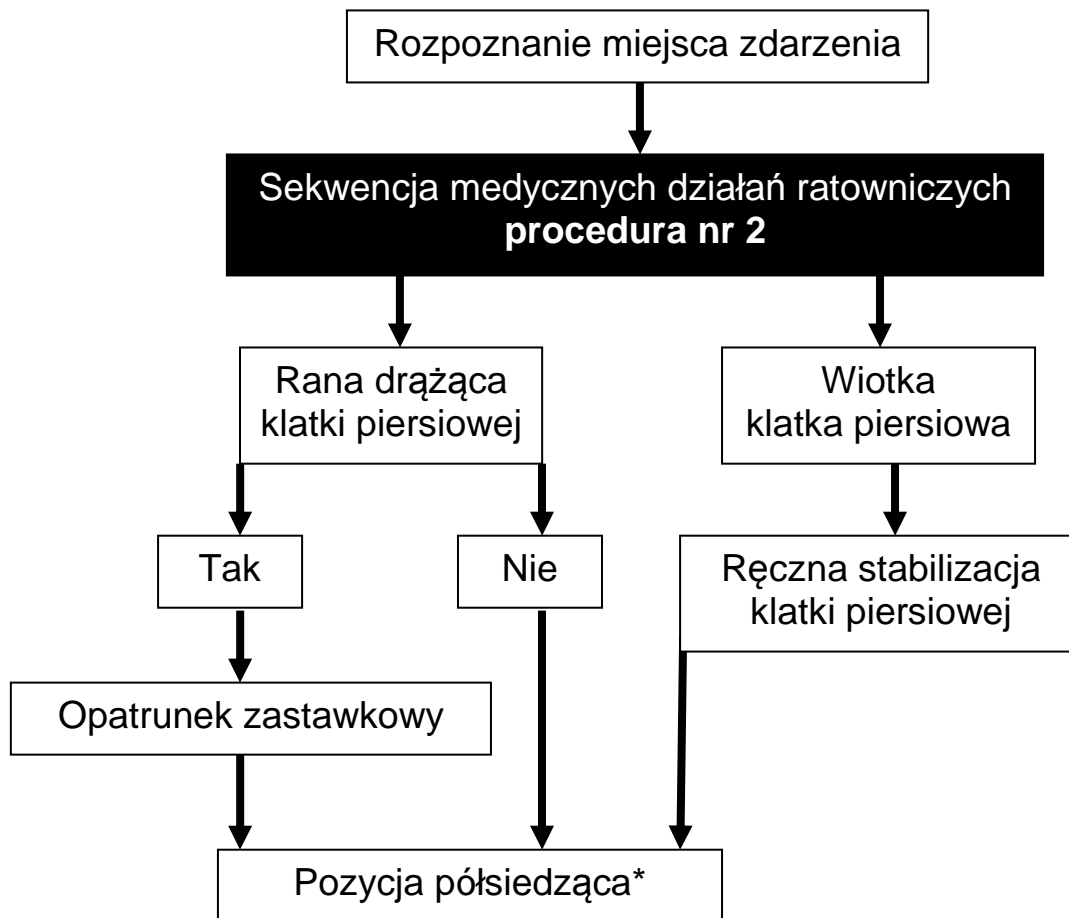 Rozpoznanie miejsca zdarzenia
Sekwencja medycznych działań ratowniczych
procedura nr 2
Rana drążąca
klatki piersiowej
Wiotka
klatka piersiowa
Tak
Nie
Ręczna stabilizacja
klatki piersiowej
Opatrunek zastawkowy
Pozycja półsiedząca*